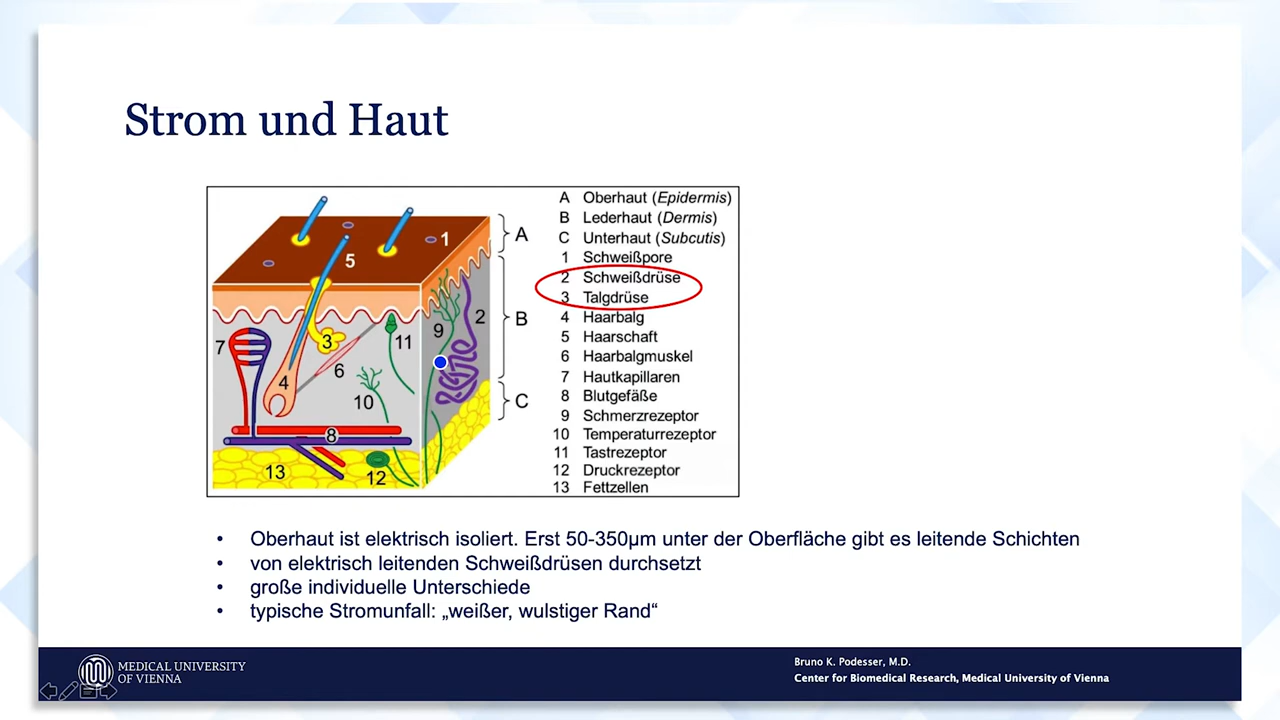 Strom und Haut
A
B
C
1
2
3
4
5
6
7
8
9
10
11
12
13
A Oberhaut (Epidermis)
B Lederhaut (Dermis)
C Unterhaut (Subcutis)
1 Schweißpore
2 Schweißdrüse
3 Talgdrüse
4 Haarbalg
5 Haarschaft
6 Haarbalgmuskel
7 Hautkapillaren
8 Blutgefäße
9 Schmerzrezeptor
10 Temperaturrezeptor
11 Tastrezeptor
12 Druckrezeptor
13 Fettzellen
• Oberhaut ist elektrisch isoliert. Erst 50-350µm unter der Oberfläche gibt es leitende Schichten
• von elektrisch leitenden Schweißdrüsen durchsetzt
• große individuelle Unterschiede
• typische Stromunfall: „weißer, wulstiger Rand“
MEDICAL UNIVERSITY
OF VIENNA
Bruno K. Podesser, M.D.
Center for Biomedical Research, Medical University of Vienna